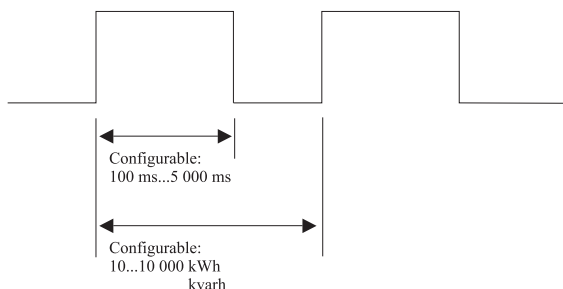 Configurable:
100 ms...5 000 ms
Configurable:
10...10 000 kWh
kvarh